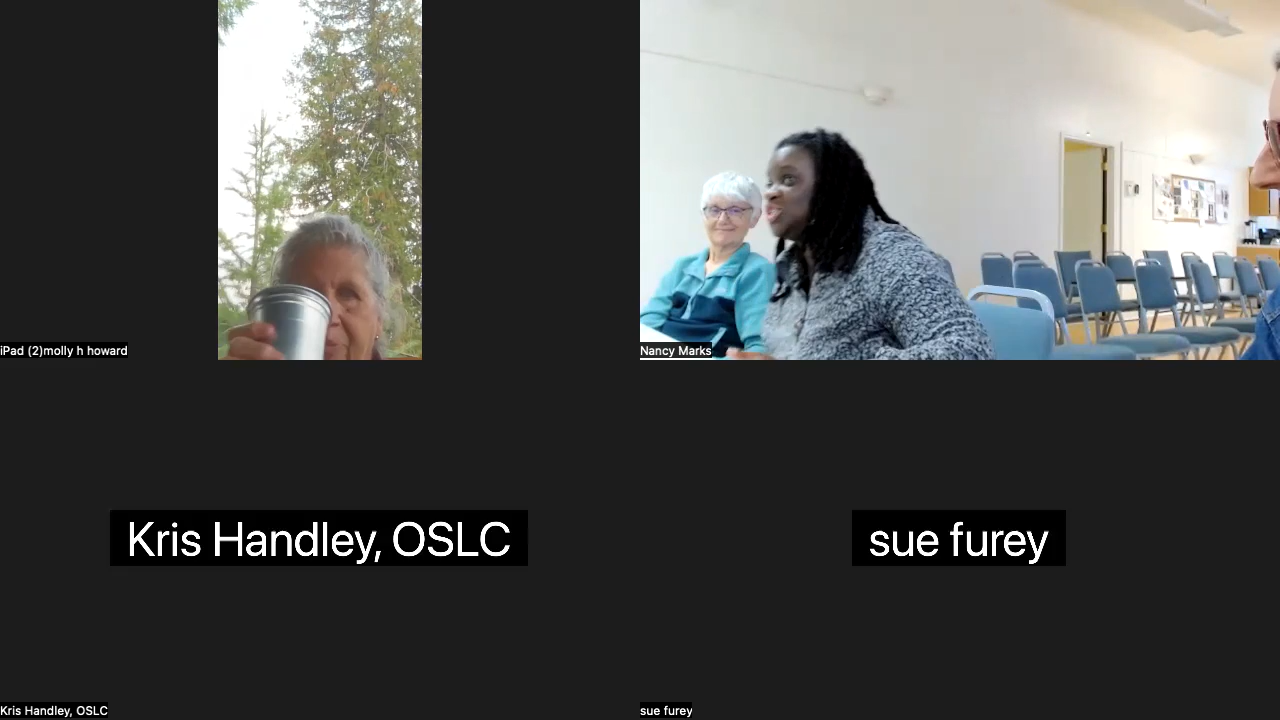 iPad (2)molly h howard
Nancy Marks
Kris Handley, OSLC
sue furey
Kris Handley, OSLC
sue furey